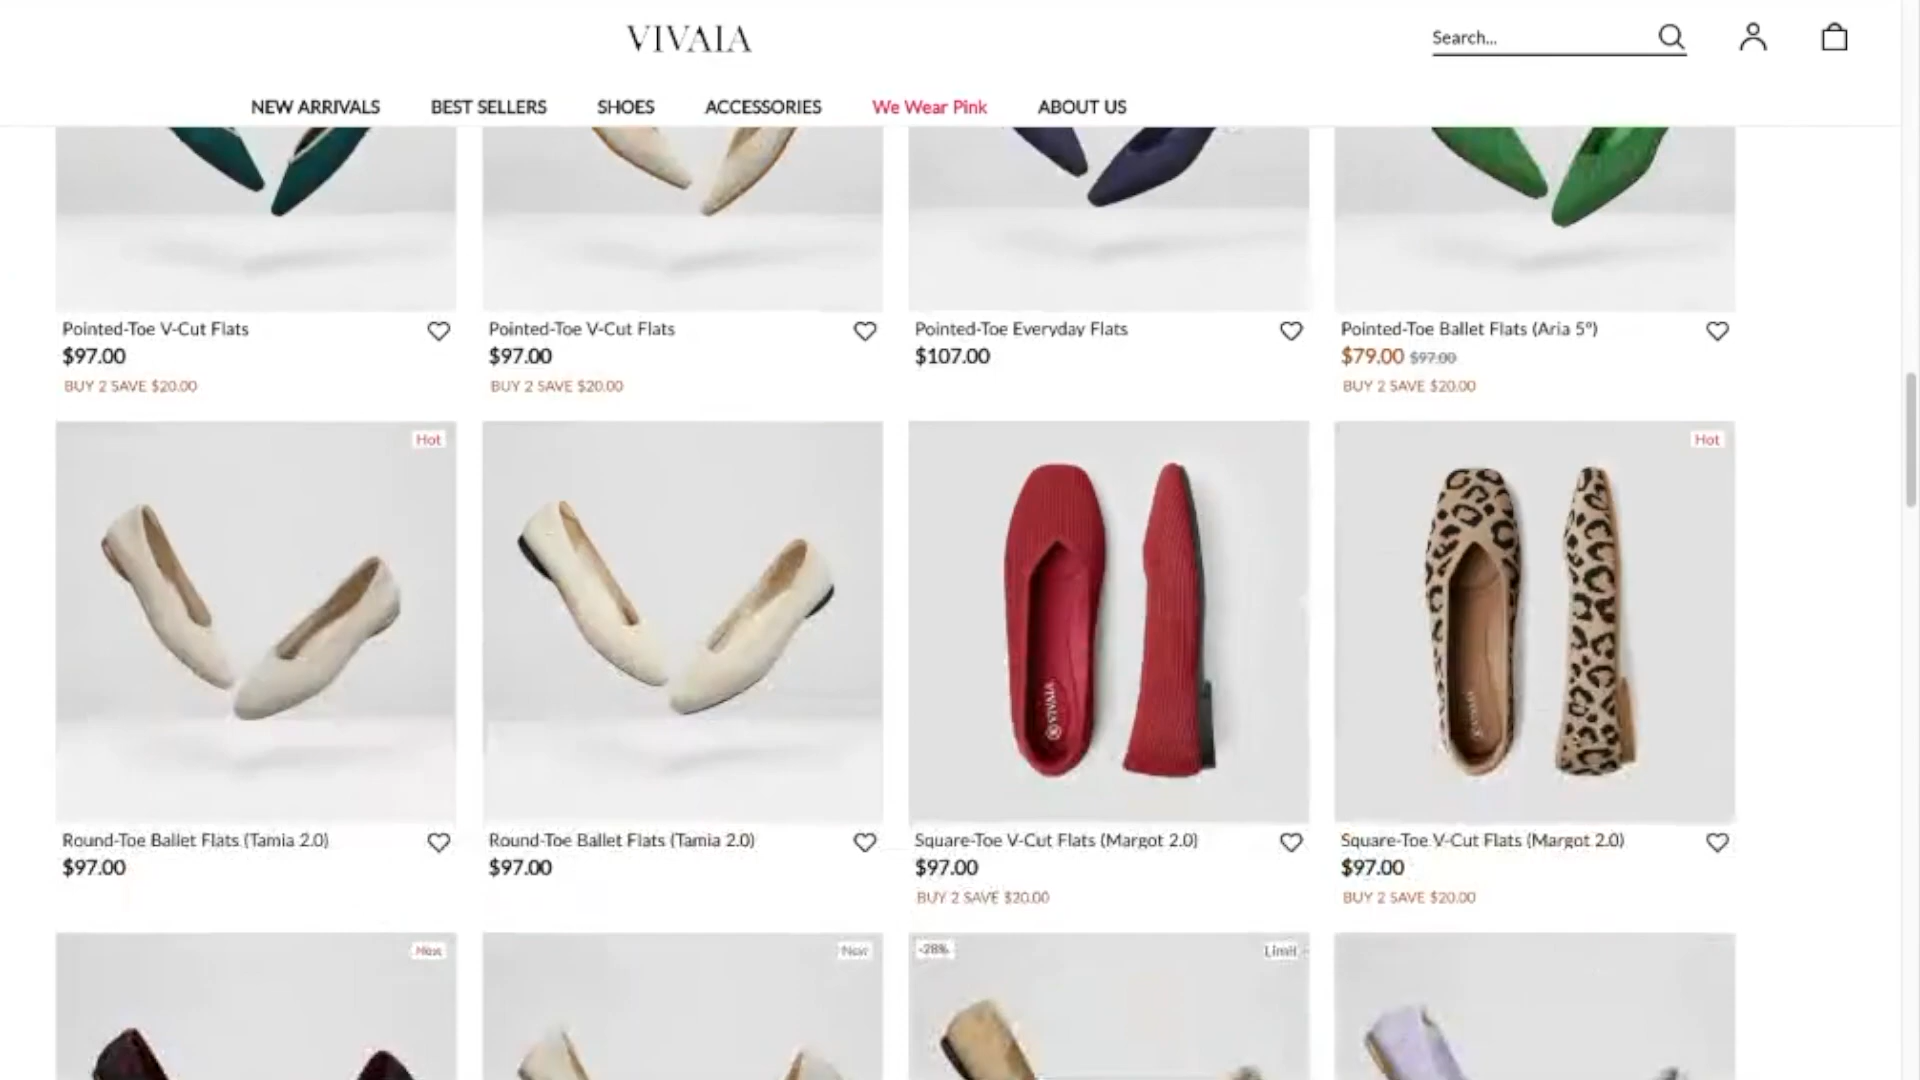 VIVAIA
Search...
NEW ARRIVALS BEST SELLERS SHOES ACCESSORIES We Wear Pink ABOUT US
Pointed-Toe V-Cut Flats
$97.00
BUY 2 SAVE $20.00
Pointed-Toe V-Cut Flats
$97.00
BUY 2 SAVE $20.00
Pointed-Toe Everyday Flats
$107.00
Pointed-Toe Ballet Flats (Aria 5°)
$79.00 $97.00
BUY 2 SAVE $20.00
Hot
Round-Toe Ballet Flats (Tamia 2.0)
$97.00
Round-Toe Ballet Flats (Tamia 2.0)
$97.00
VIVAIA
Square-Toe V-Cut Flats (Margot 2.0)
$97.00
BUY 2 SAVE $20.00
Hot
VIVAIA
Square-Toe V-Cut Flats (Margot 2.0)
$97.00
BUY 2 SAVE $20.00
-28%